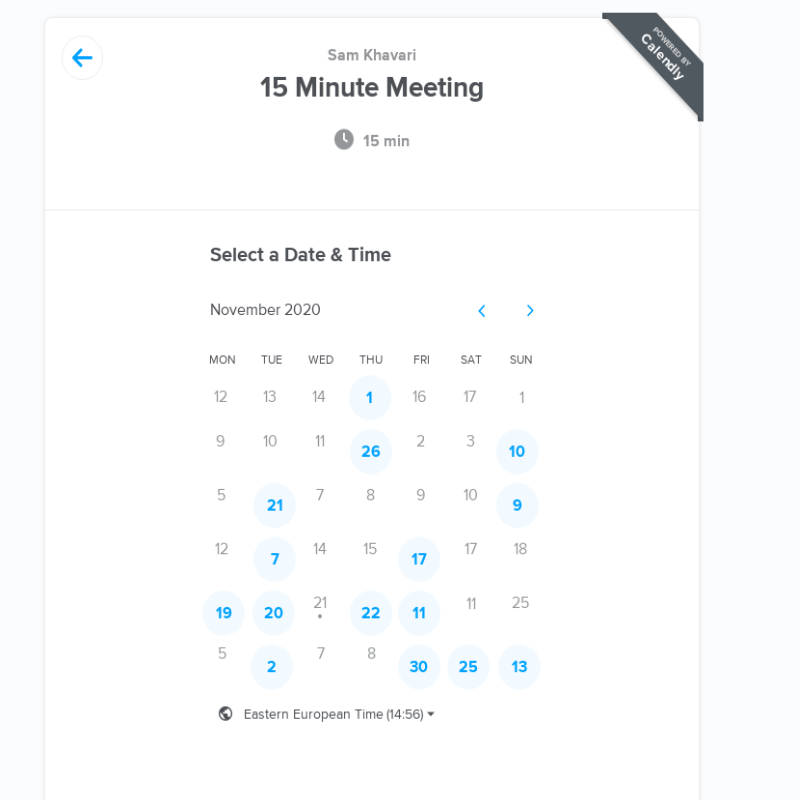 POWERED BY
Calendly
Sam Khavari
15 Minute Meeting
15 min
Select a Date & Time
November 2020
MON TUE WED THU FRI SAT SUN
12 13 14 1 16 17 1
9 10 11 26 2 3 10
5 21 7 8 9 10 9
12 7 14 15 17 17 18
19 20 21 22 11 11 25
5 2 7 8 30 25 13
Eastern European Time (14:56)